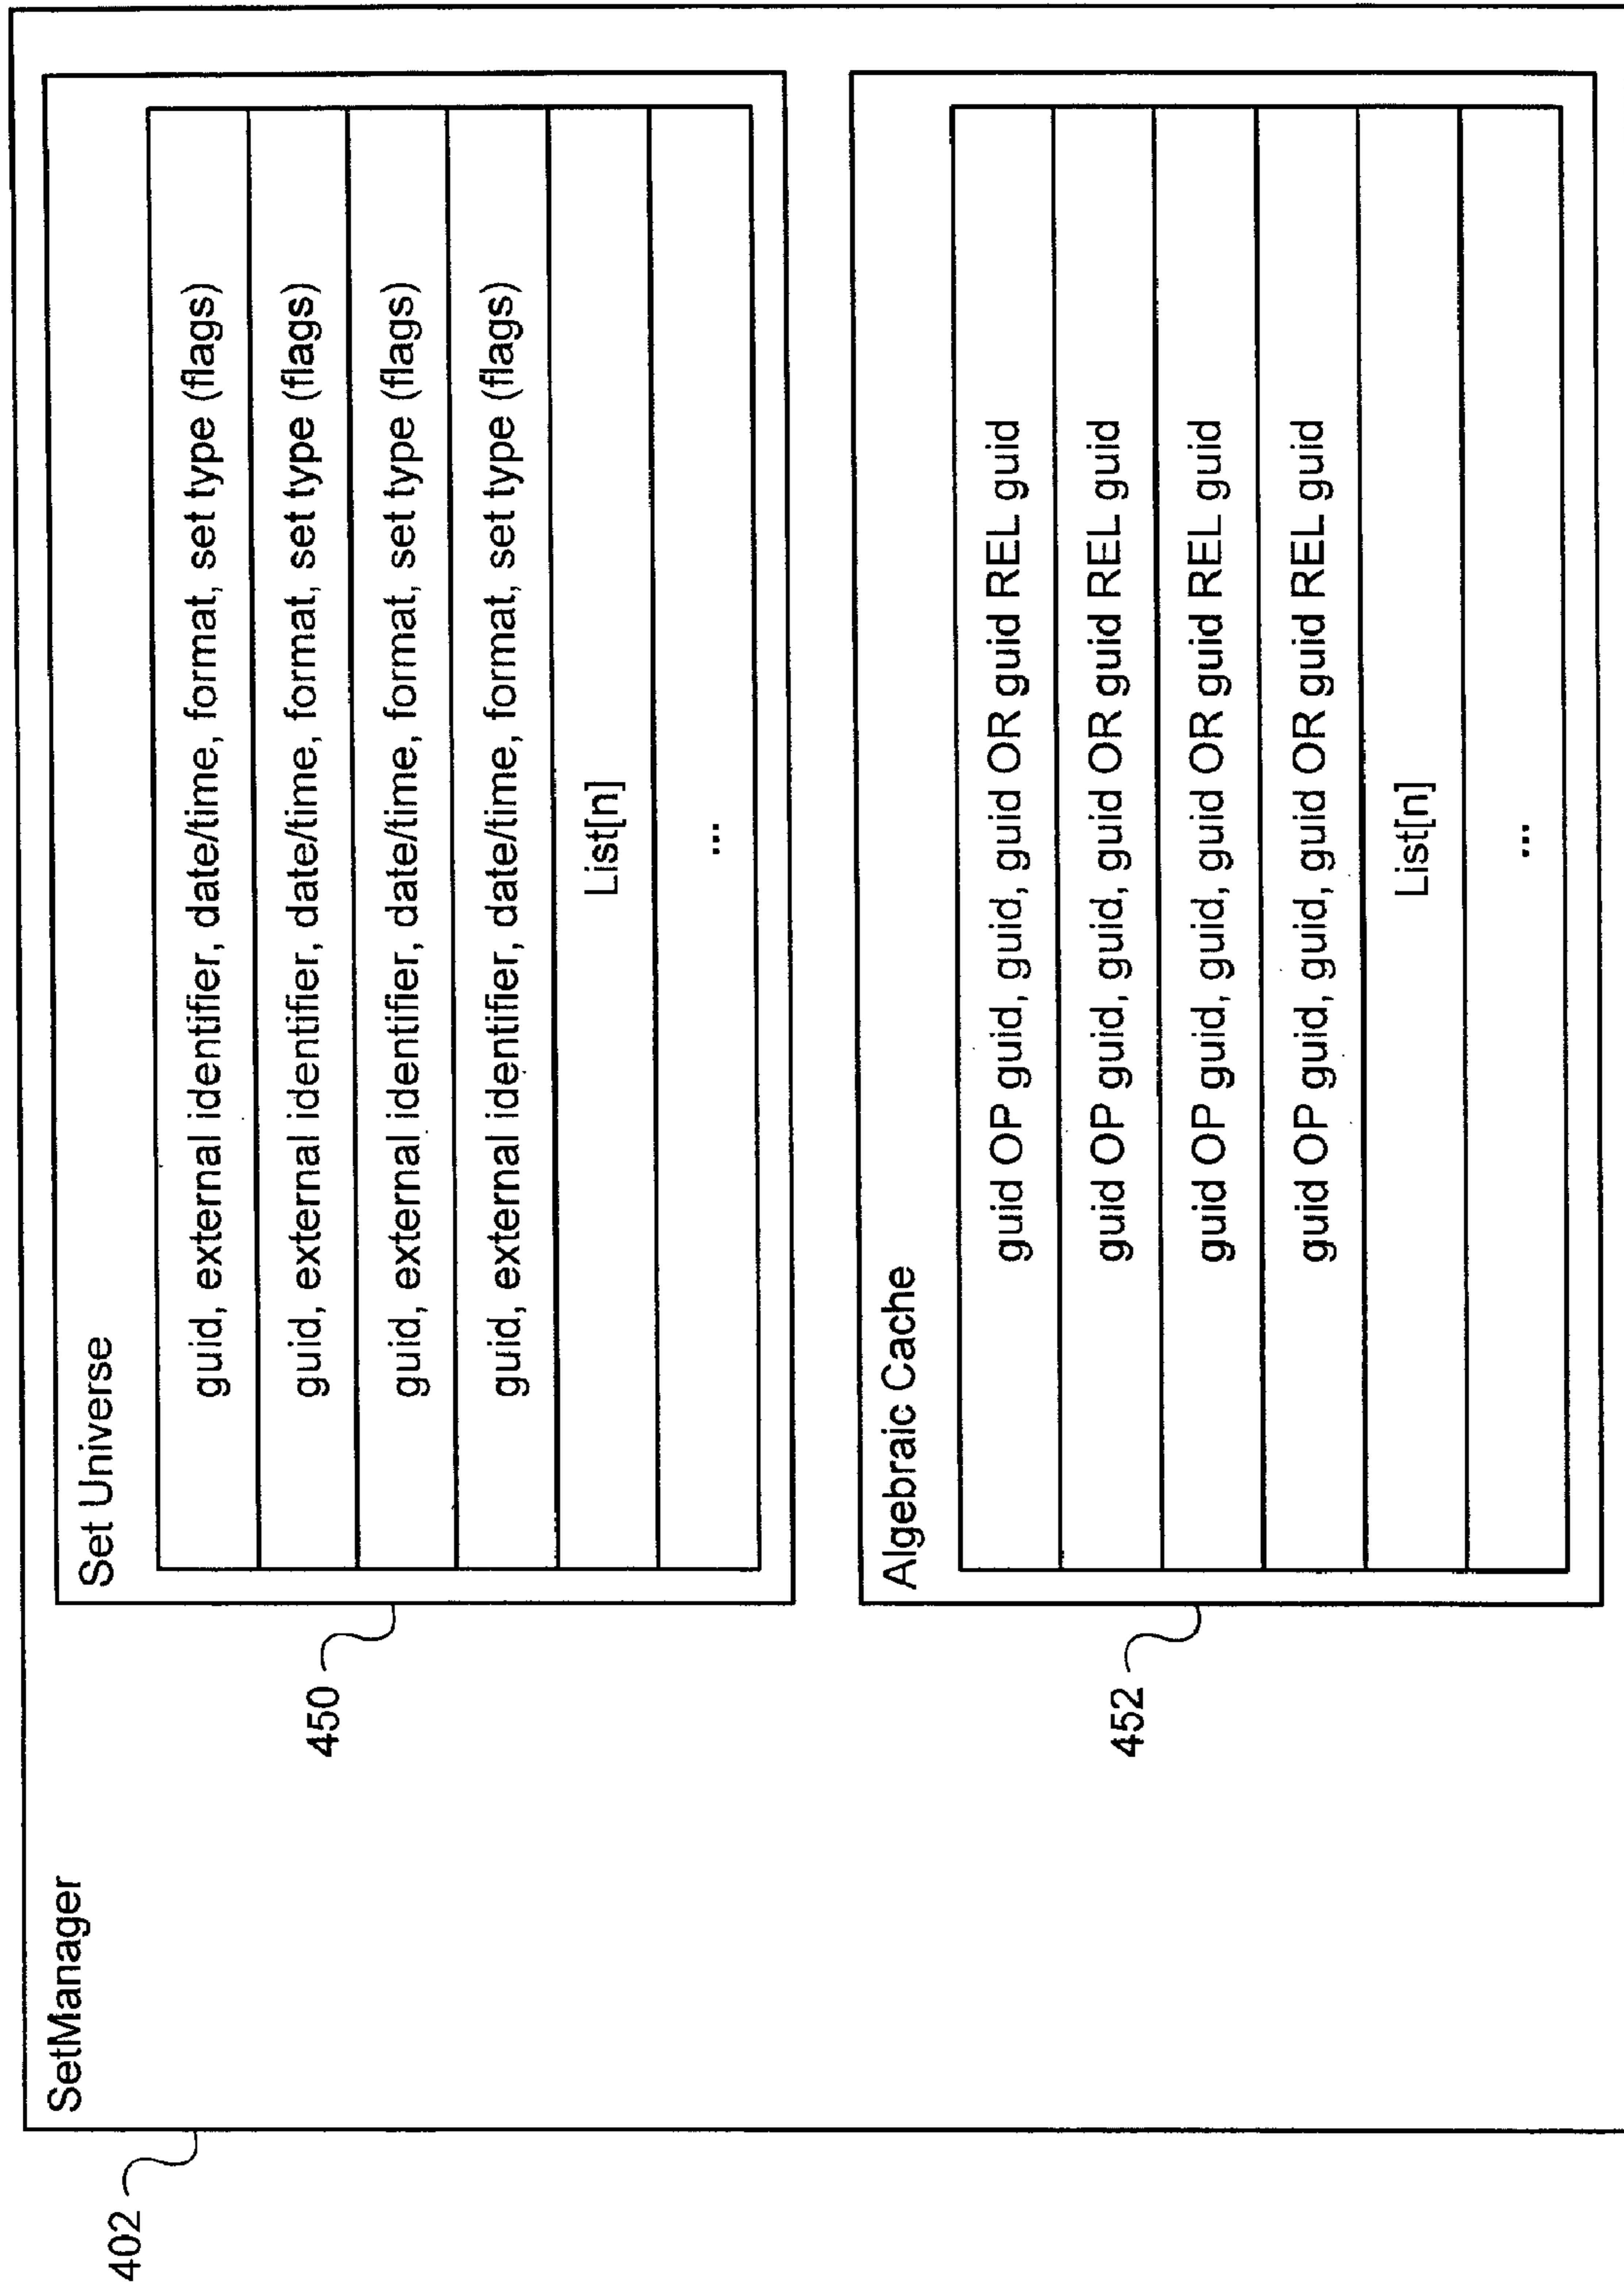 402
SetManager
450
Set Universe
guid, external identifier, date/time, format, set type (flags)
guid, external identifier, date/time, format, set type (flags)
guid, external identifier, date/time, format, set type (flags)
guid, external identifier, date/time, format, set type (flags)
List[n]
...
452
Algebraic Cache
guid OP guid, guid, guid OR guid REL guid
guid OP guid, guid, guid OR guid REL guid
guid OP guid, guid, guid OR guid REL guid
guid OP guid, guid, guid OR guid REL guid
List[n]
...